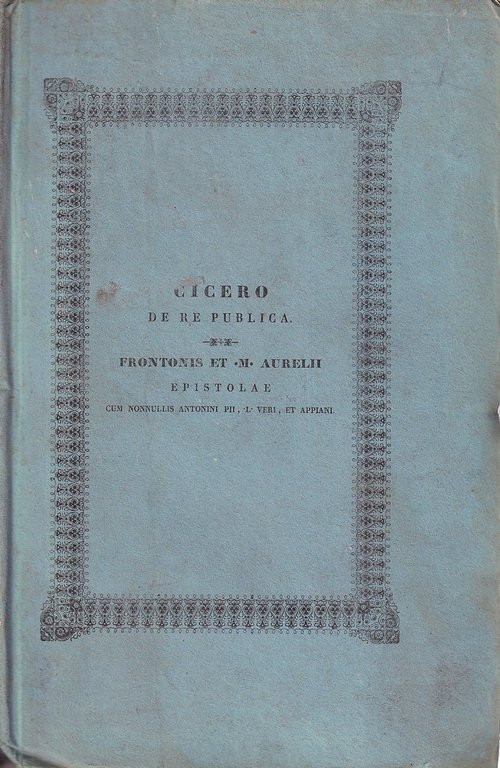 CICERO
DE RE PUBLICA.
FRONTONIS ET •M• AURELII
EPISTOLAE
CUM NONNULLIS ANTONINI PII, •L• VERI, ET APPIANI